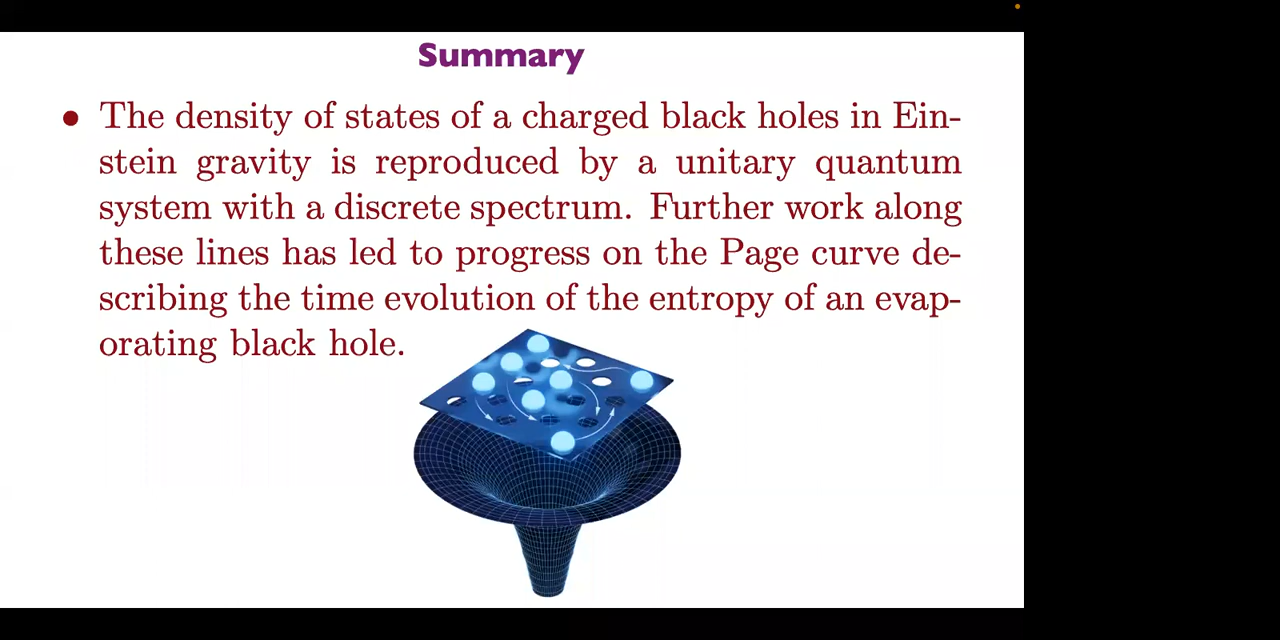 Summary
• The density of states of a charged black holes in Ein-
stein gravity is reproduced by a unitary quantum
system with a discrete spectrum. Further work along
these lines has led to progress on the Page curve de-
scribing the time evolution of the entropy of an evap-
orating black hole.